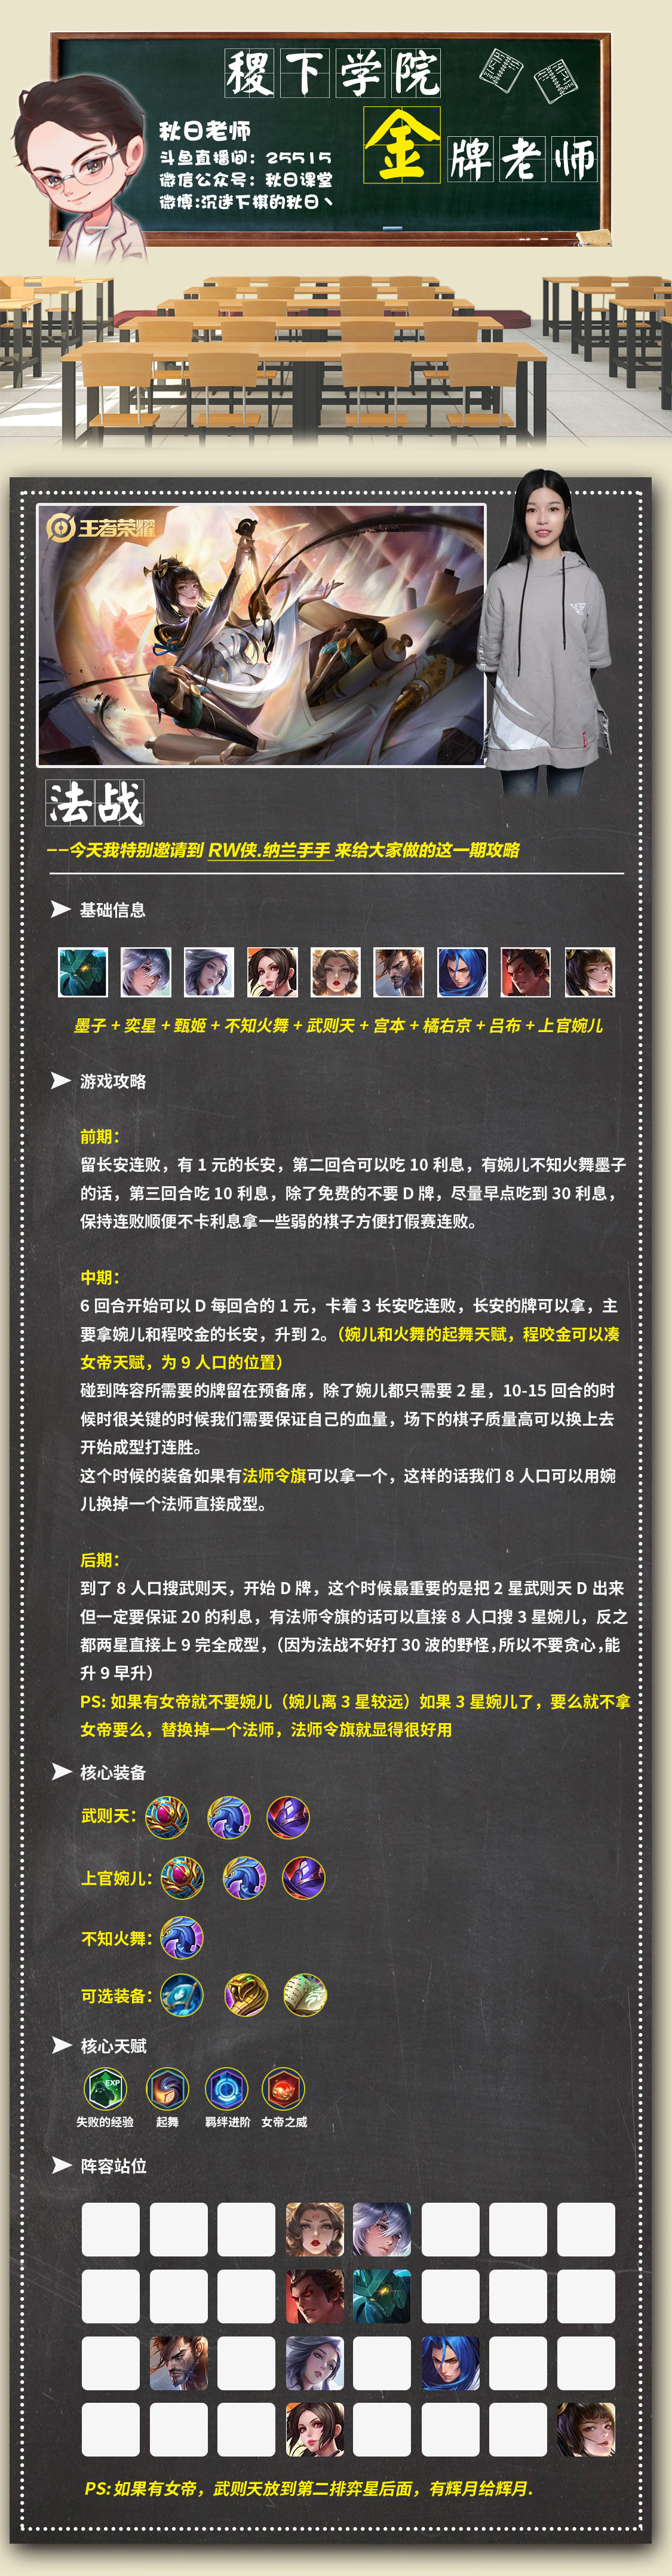 稷下学院
金牌老师
秋日老师
斗鱼直播间：25515
微信公众号：秋日课堂
微博:沉迷下棋的秋日丶
王者荣耀
法战
——今天我特别邀请到 RW侠.纳兰手手 来给大家做的这一期攻略
基础信息
墨子 + 奕星 + 甄姬 + 不知火舞 + 武则天 + 宫本 + 橘右京 + 吕布 + 上官婉儿
游戏攻略
前期：
留长安连败，有 1 元的长安，第二回合可以吃 10 利息，有婉儿不知火舞墨子
的话，第三回合吃 10 利息，除了免费的不要 D 牌，尽量早点吃到 30 利息，
保持连败顺便不卡利息拿一些弱的棋子方便打假赛连败。
中期：
6 回合开始可以 D 每回合的 1 元，卡着 3 长安吃连败，长安的牌可以拿，主
要拿婉儿和程咬金的长安，升到 2。（婉儿和火舞的起舞天赋，程咬金可以凑
女帝天赋，为 9 人口的位置）
碰到阵容所需要的牌留在预备席，除了婉儿都只需要 2 星，10-15 回合的时
候时很关键的时候我们需要保证自己的血量，场下的棋子质量高可以换上去
开始成型打连胜。
这个时候的装备如果有法师令旗可以拿一个，这样的话我们 8 人口可以用婉
儿换掉一个法师直接成型。
后期：
到了 8 人口搜武则天，开始 D 牌，这个时候最重要的是把 2 星武则天 D 出来
但一定要保证 20 的利息，有法师令旗的话可以直接 8 人口搜 3 星婉儿，反之
都两星直接上 9 完全成型，（因为法战不好打 30 波的野怪，所以不要贪心，能
升 9 早升）
PS: 如果有女帝就不要婉儿（婉儿离 3 星较远）如果 3 星婉儿了，要么就不拿
女帝要么，替换掉一个法师，法师令旗就显得很好用
核心装备
武则天：
上官婉儿：
不知火舞：
可选装备：
核心天赋
EXP
失败的经验 起舞 羁绊进阶 女帝之威
阵容站位
PS: 如果有女帝，武则天放到第二排弈星后面，有辉月给辉月.